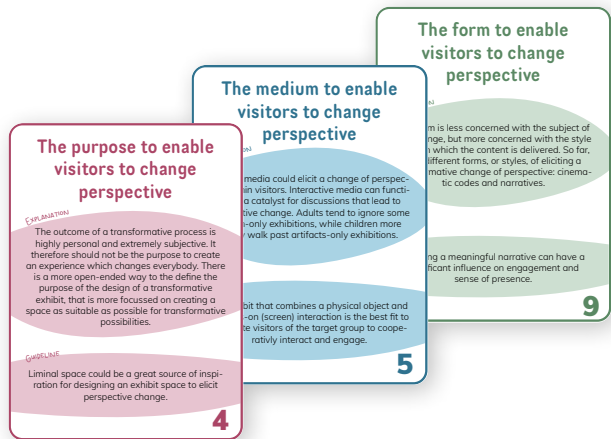 The purpose to enable
visitors to change
perspective
EXPLANATION
The outcome of a transformative process is
highly personal and extremely subjective. It
therefore should not be the purpose to create
an experience which changes everybody. There
is a more open-ended way to the define the
purpose of the design of a transformative
exhibit, that is more focussed on creating a
space as suitable as possible for transformative
possibilities.
GUIDELINE
Liminal space could be a great source of inspi-
ration for designing an exhibit space to elicit
perspective change.
4
The medium to enable
visitors to change
perspective
media could elicit a change of perspec-
in visitors. Interactive media can functi-
a catalyst for discussions that lead to
tive change. Adults tend to ignore some
-only exhibitions, while children more
walk past artifacts-only exhibitions.
bit that combines a physical object and
-on (screen) interaction is the best fit to
te visitors of the target group to coope-
ratively interact and engage.
5
The form to enable
visitors to change
perspective
m is less concerned with the subject of
nge, but more concerned with the style
n which the content is delivered. So far,
different forms, or styles, of eliciting a
mative change of perspective: cinema-
tic codes and narratives.
ng a meaningful narrative can have a
ficant influence on engagement and
sense of presence.
9